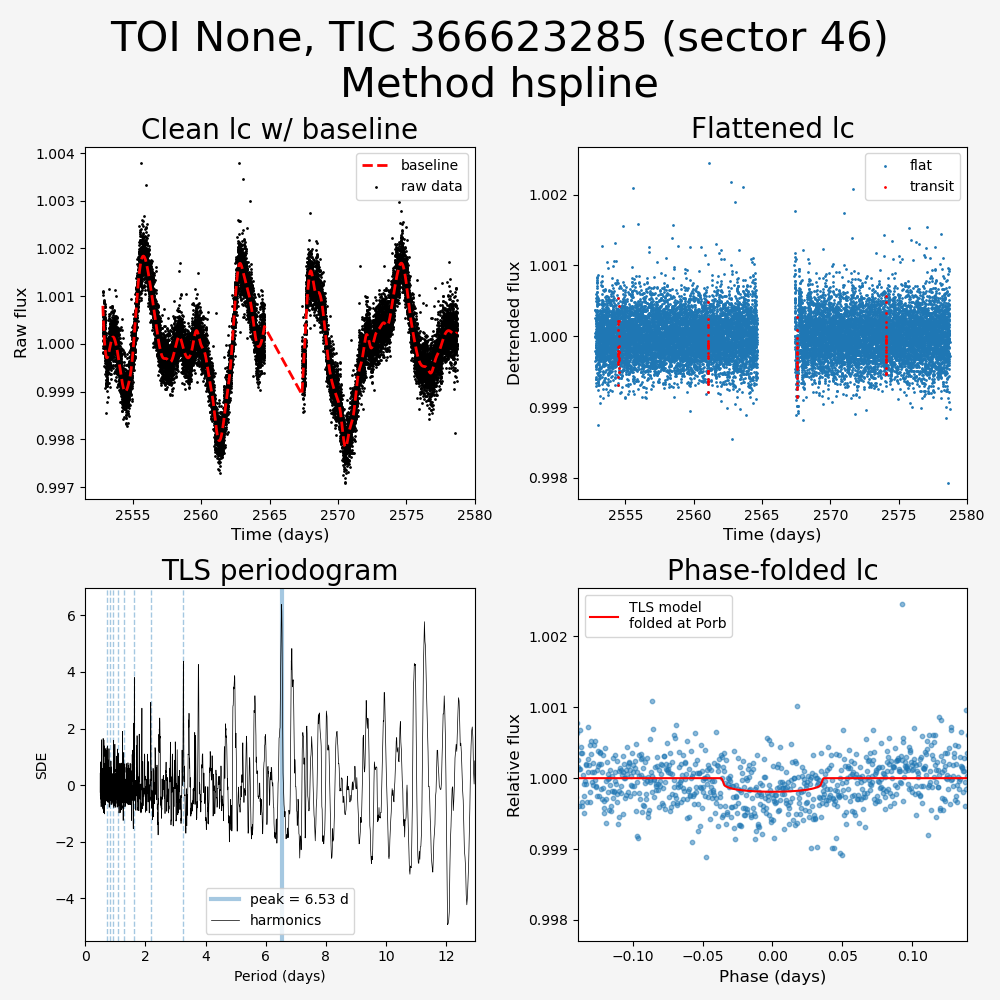 TOI None, TIC 366623285 (sector 46)
Method hspline
Clean lc w/ baseline
Flattened lc
1.004
1.003
1.002
1.001
1.000
0.999
0.998
0.997
Raw flux
baseline
raw data
2555
2560
2565
2570
2575
2580
Time (days)
1.002
1.001
1.000
0.999
0.998
Detrended flux
flat
transit
2555
2560
2565
2570
2575
2580
Time (days)
TLS periodogram
Phase-folded lc
6
4
2
0
−2
−4
SDE
peak = 6.53 d
harmonics
0
2
4
6
8
10
12
Period (days)
1.002
1.001
1.000
0.999
0.998
Relative flux
TLS model
folded at Porb
−0.10
−0.05
0.00
0.05
0.10
Phase (days)